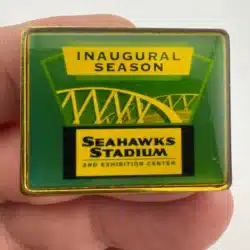 INAUGURAL
SEASON
SEAHAWKS
STADIUM
AND EXHIBITION CENTER